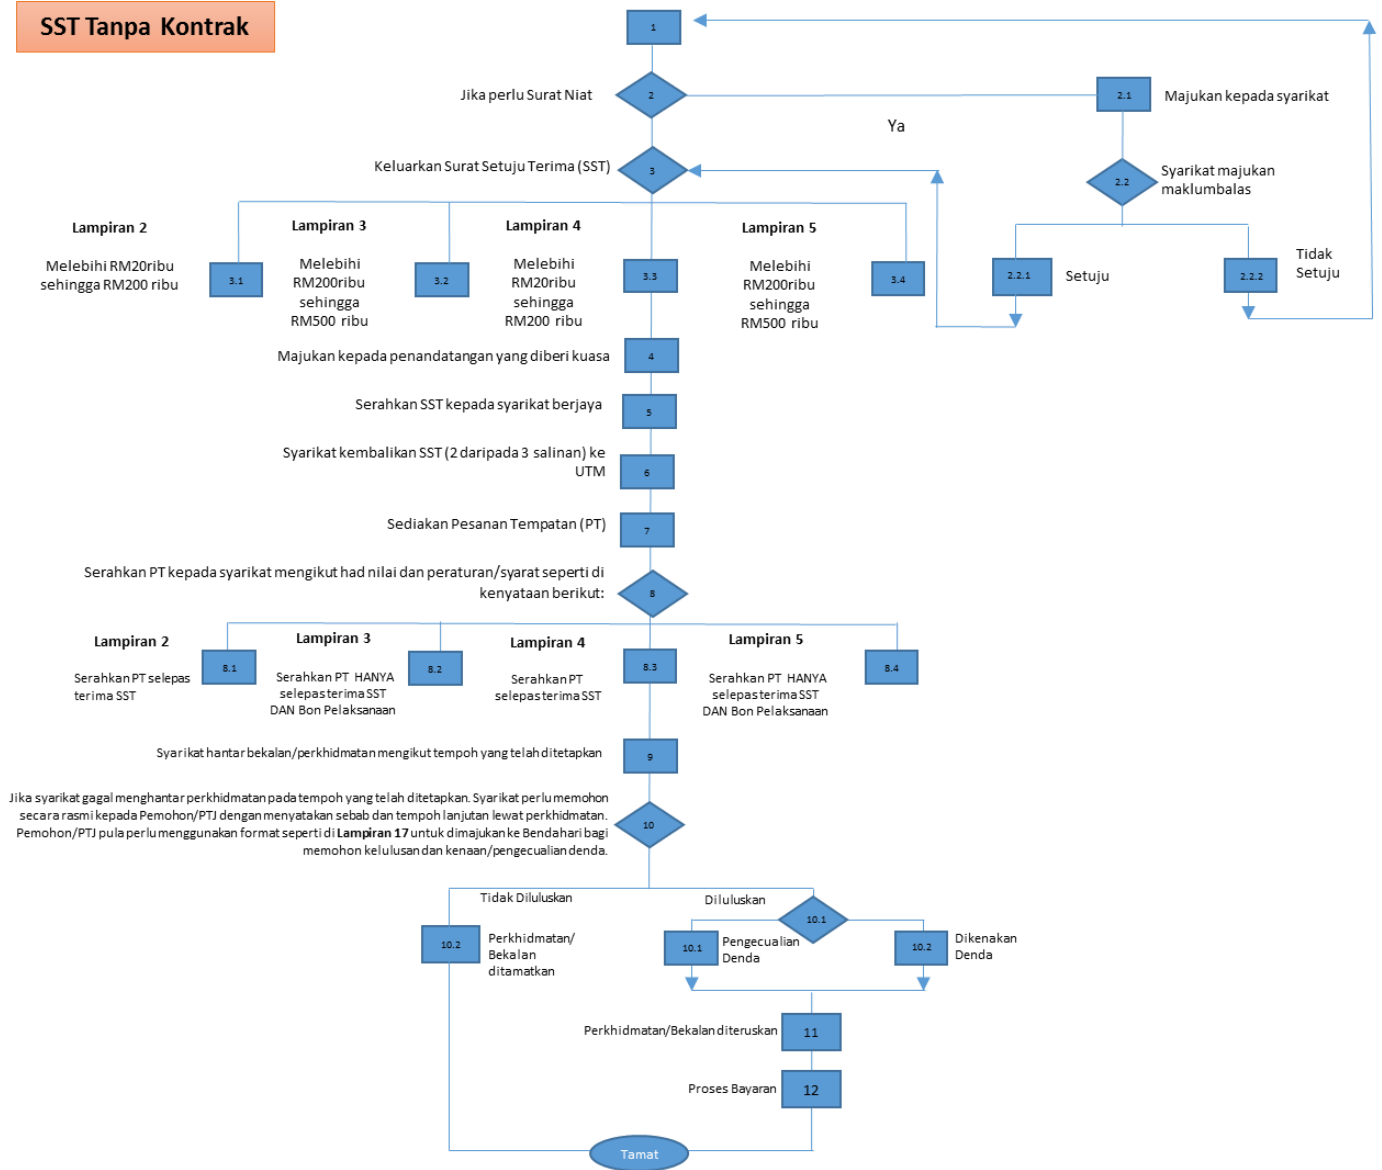 SST Tanpa Kontrak
1
Jika perlu Surat Niat
2
2.1
Majukan kepada syarikat
Ya
Keluarkan Surat Setuju Terima (SST)
3
2.2
Syarikat majukan
maklumbalas
Lampiran 2
Melebihi RM20ribu
sehingga RM200 ribu
3.1
Lampiran 3
Melebihi
RM200ribu
sehingga
RM500 ribu
3.2
Lampiran 4
Melebihi
RM20ribu
sehingga
RM200 ribu
3.3
Lampiran 5
Melebihi
RM200ribu
sehingga
RM500 ribu
3.4
2.2.1
Setuju
2.2.2
Tidak
Setuju
Majukan kepada penandatangan yang diberi kuasa
4
Serahkan SST kepada syarikat berjaya
5
Syarikat kembalikan SST (2 daripada 3 salinan) ke
UTM
6
Sediakan Pesanan Tempatan (PT)
7
Serahkan PT kepada syarikat mengikut had nilai dan peraturan/syarat seperti di
kenyataan berikut:
8
Lampiran 2
Serahkan PT selepas
terima SST
8.1
Lampiran 3
Serahkan PT HANYA
selepas terima SST
DAN Bon Pelaksanaan
8.2
Lampiran 4
Serahkan PT
selepas terima SST
8.3
Lampiran 5
Serahkan PT HANYA
selepas terima SST
DAN Bon Pelaksanaan
8.4
Syarikat hantar bekalan/perkhidmatan mengikut tempoh yang telah ditetapkan
9
Jika syarikat gagal menghantar perkhidmatan pada tempoh yang telah ditetapkan. Syarikat perlu memohon
secara rasmi kepada Pemohon/PTJ dengan menyatakan sebab dan tempoh lanjutan lewat perkhidmatan.
Pemohon/PTJ pula perlu menggunakan format seperti di Lampiran 17 untuk dimajukan ke Bendahari bagi
memohon kelulusan dan kenaan/pengecualian denda.
10
Tidak Diluluskan
Diluluskan
10.1
10.2
Perkhidmatan/
Bekalan
ditamatkan
10.1
Pengecualian
Denda
10.2
Dikenakan
Denda
Perkhidmatan/Bekalan diteruskan
11
Proses Bayaran
12
Tamat